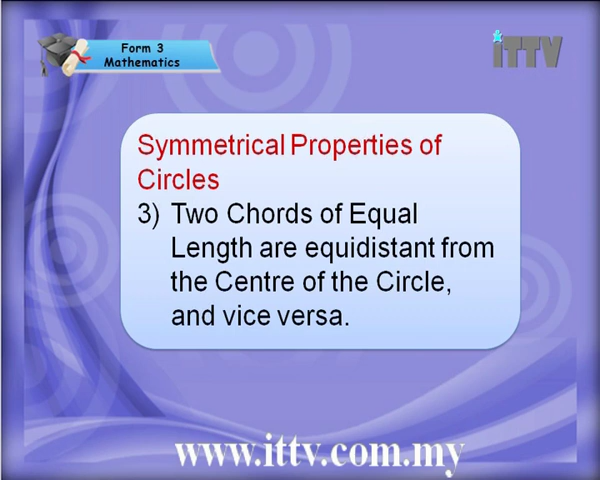 Form 3
Mathematics
iTTV
Symmetrical Properties of
Circles
3) Two Chords of Equal
Length are equidistant from
the Centre of the Circle,
and vice versa.
www.ittv.com.my